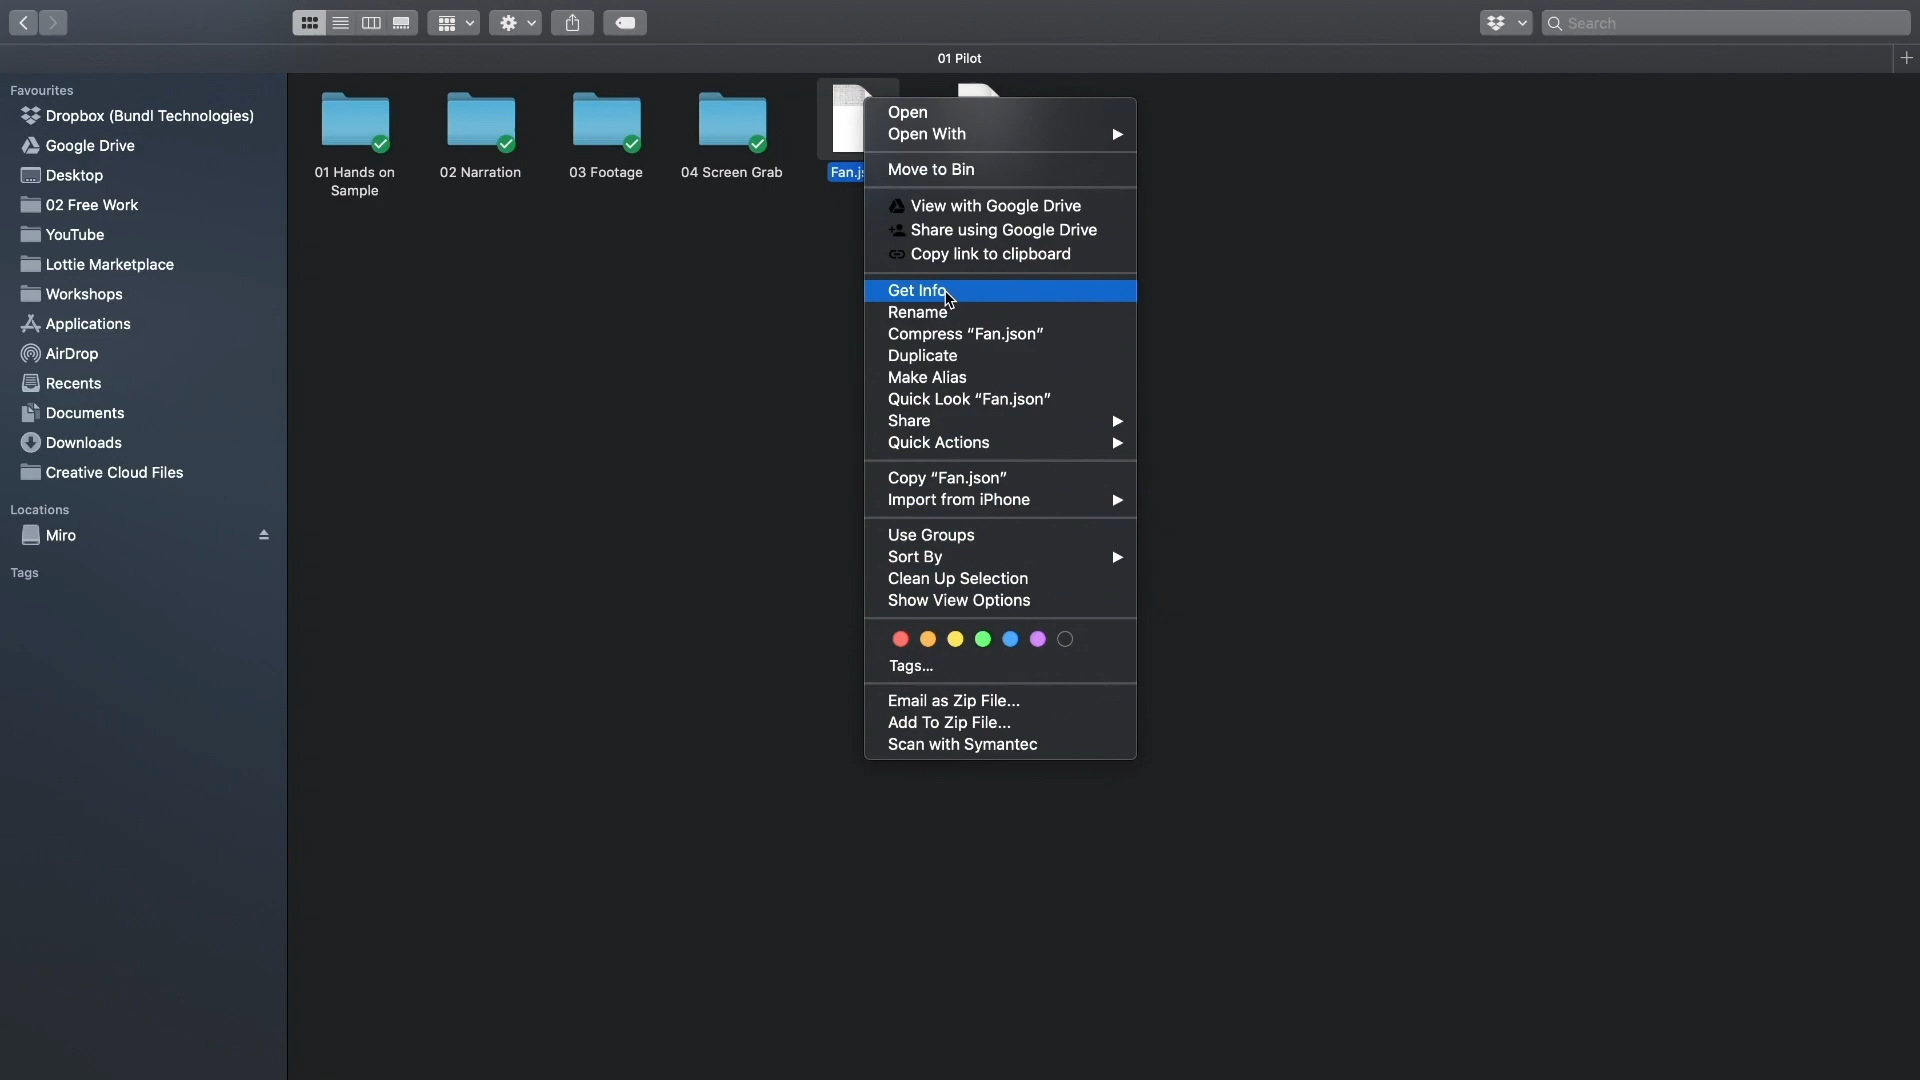 Search
01 Pilot
Favourites
Dropbox (Bundl Technologies)
Google Drive
Desktop
02 Free Work
YouTube
Lottie Marketplace
Workshops
Applications
AirDrop
Recents
Documents
Downloads
Creative Cloud Files
Locations
Miro
Tags
01 Hands on
Sample
02 Narration
03 Footage
04 Screen Grab
Fan.js
Open
Open With
Move to Bin
View with Google Drive
Share using Google Drive
Copy link to clipboard
Get Info
Rename
Compress “Fan.json”
Duplicate
Make Alias
Quick Look “Fan.json”
Share
Quick Actions
Copy “Fan.json”
Import from iPhone
Use Groups
Sort By
Clean Up Selection
Show View Options
Tags...
Email as Zip File...
Add To Zip File...
Scan with Symantec